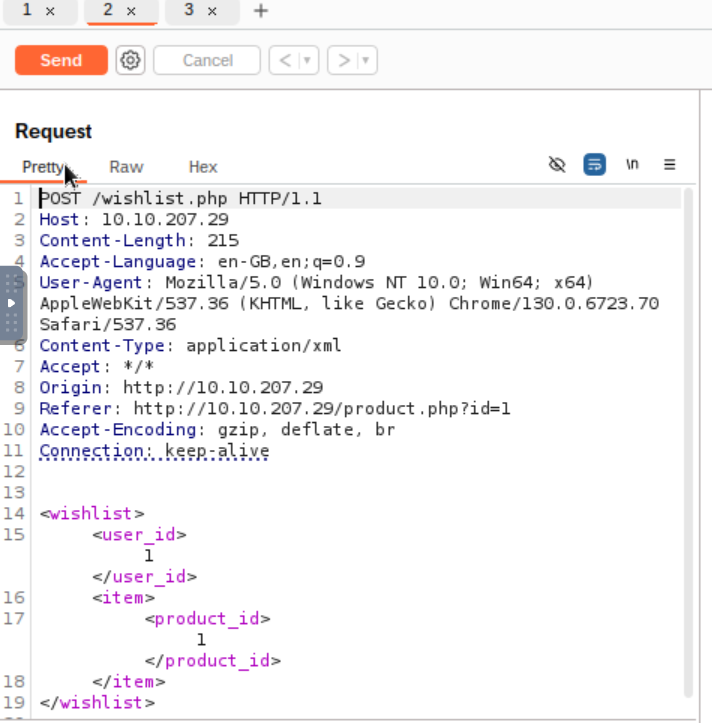 1 × 2 × 3 × +
Send Cancel < >
Request
Pretty Raw Hex \n
1 POST /wishlist.php HTTP/1.1
2 Host: 10.10.207.29
3 Content-Length: 215
4 Accept-Language: en-GB,en;q=0.9
5 User-Agent: Mozilla/5.0 (Windows NT 10.0; Win64; x64)
AppleWebKit/537.36 (KHTML, like Gecko) Chrome/130.0.6723.70
Safari/537.36
6 Content-Type: application/xml
7 Accept: */*
8 Origin: http://10.10.207.29
9 Referer: http://10.10.207.29/product.php?id=1
10 Accept-Encoding: gzip, deflate, br
11 Connection: keep-alive
12
13
14 <wishlist>
15 <user_id>
1
</user_id>
16 <item>
17 <product_id>
1
</product_id>
18 </item>
19 </wishlist>